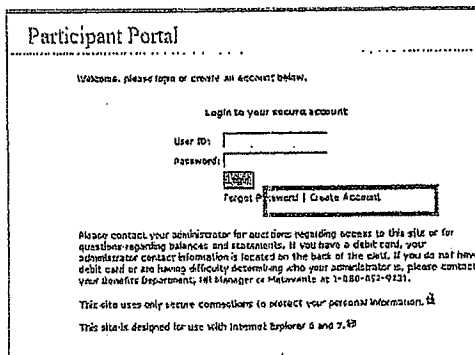 Participant Portal
Welcome, please login or create an account below.
Login to your secure account
User ID:
Password:
Login
Forgot Password | Create Account
Please contact your administrator for questions regarding access to this site or for
questions regarding balances and statements. If you have a debit card, your
administrator contact information is located on the back of the card. If you do not have
debit card or are having difficulty determining who your administrator is, please contact
your Benefits Department, Manager or at
This site uses only secure connections to protect your personal information.
This site is designed for use with Internet Explorer 6 and 7.